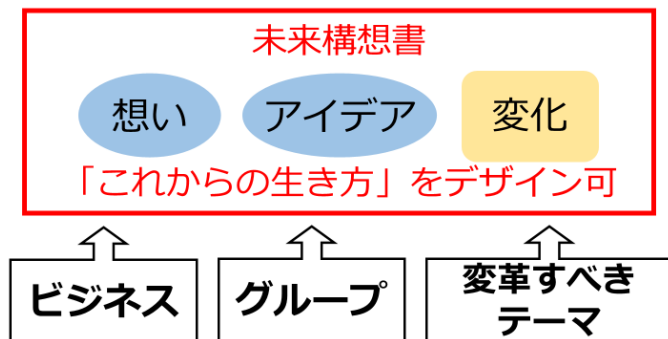 未来構想書
想い アイデア 変化
「これからの生き方」をデザイン可
ビジネス グループ 変革すべき
テーマ